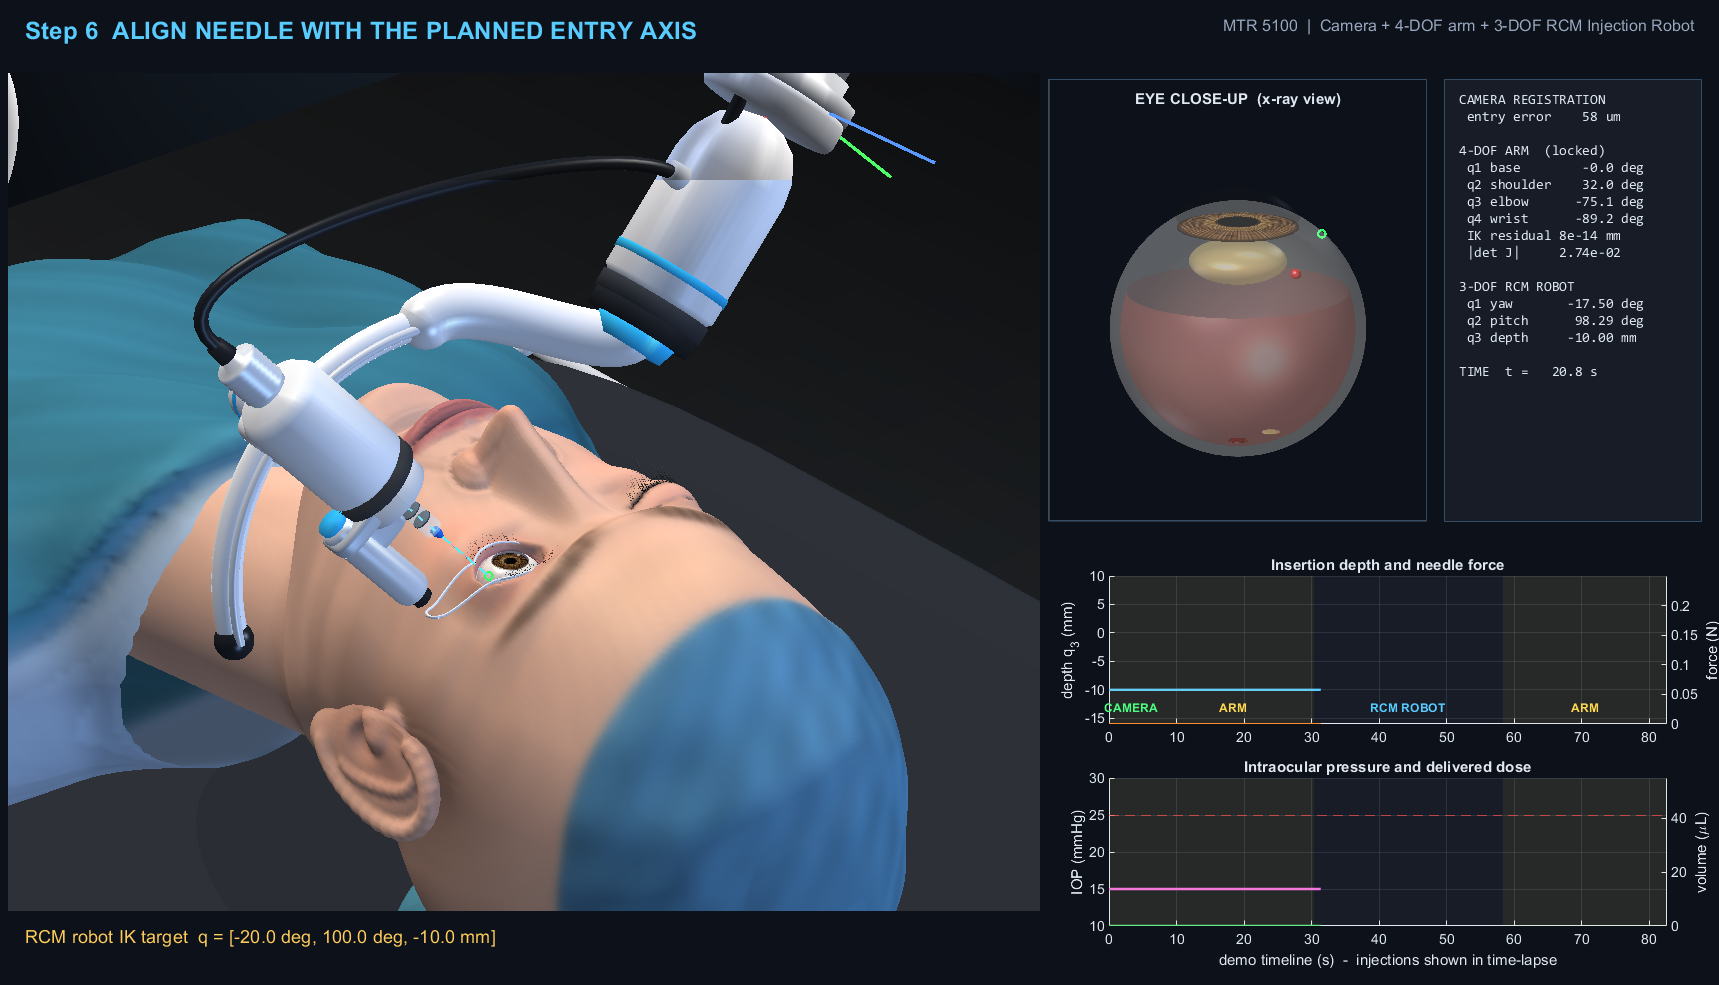 Step 6  ALIGN NEEDLE WITH THE PLANNED ENTRY AXIS
MTR 5100  |  Camera + 4-DOF arm + 3-DOF RCM Injection Robot
EYE CLOSE-UP  (x-ray view)
CAMERA REGISTRATION
entry error    58 um
4-DOF ARM  (locked)
q1 base    -0.0 deg
q2 shoulder    32.0 deg
q3 elbow    -75.1 deg
q4 wrist    -89.2 deg
IK residual 8e-14 mm
|det J|    2.74e-02
3-DOF RCM ROBOT
q1 yaw    -17.50 deg
q2 pitch    98.29 deg
q3 depth    -10.00 mm
TIME  t =   20.8 s
Insertion depth and needle force
10
5
0
-5
-10
-15
depth q3 (mm)
0.2
0.15
0.1
0.05
0
force (N)
CAMERA
ARM
RCM ROBOT
ARM
0 10 20 30 40 50 60 70 80
Intraocular pressure and delivered dose
30
25
20
15
10
IOP (mmHg)
40
20
0
volume (μL)
0 10 20 30 40 50 60 70 80
demo timeline (s)  -  injections shown in time-lapse
RCM robot IK target  q = [-20.0 deg, 100.0 deg, -10.0 mm]